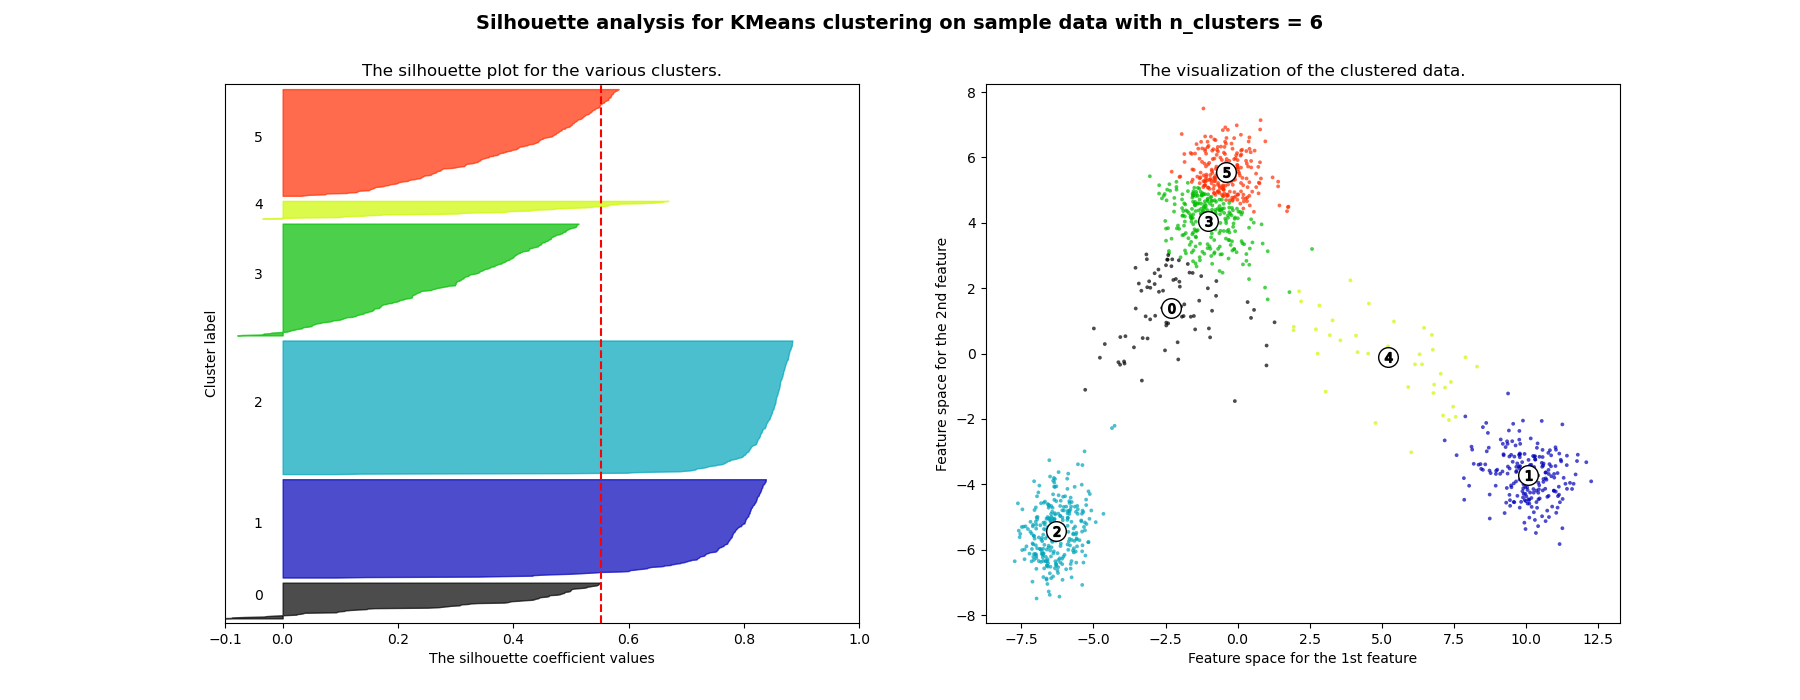 Silhouette analysis for KMeans clustering on sample data with n_clusters = 6
The silhouette plot for the various clusters.
5
4
3
2
1
0
Cluster label
−0.1 0.0 0.2 0.4 0.6 0.8 1.0
The silhouette coefficient values
The visualization of the clustered data.
8
6
4
2
0
−2
−4
−6
−8
Feature space for the 2nd feature
5
3
0
4
1
2
−7.5 −5.0 −2.5 0.0 2.5 5.0 7.5 10.0 12.5
Feature space for the 1st feature